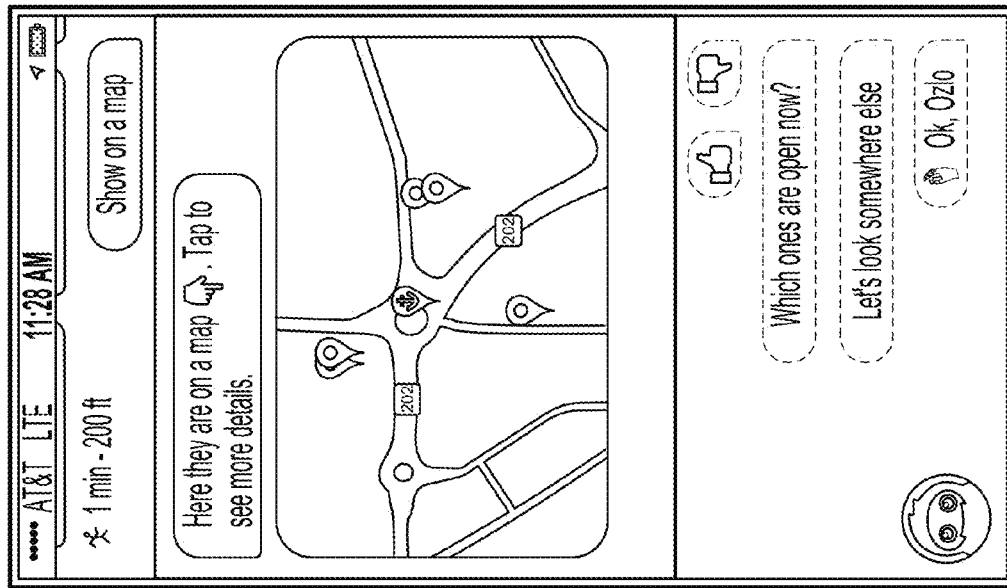 AT&T LTE 11:28 AM
1 min - 200 ft
Show on a map
Here they are on a map . Tap to
see more details.
202
202
Which ones are open now?
Let's look somewhere else
Ok, Ozlo